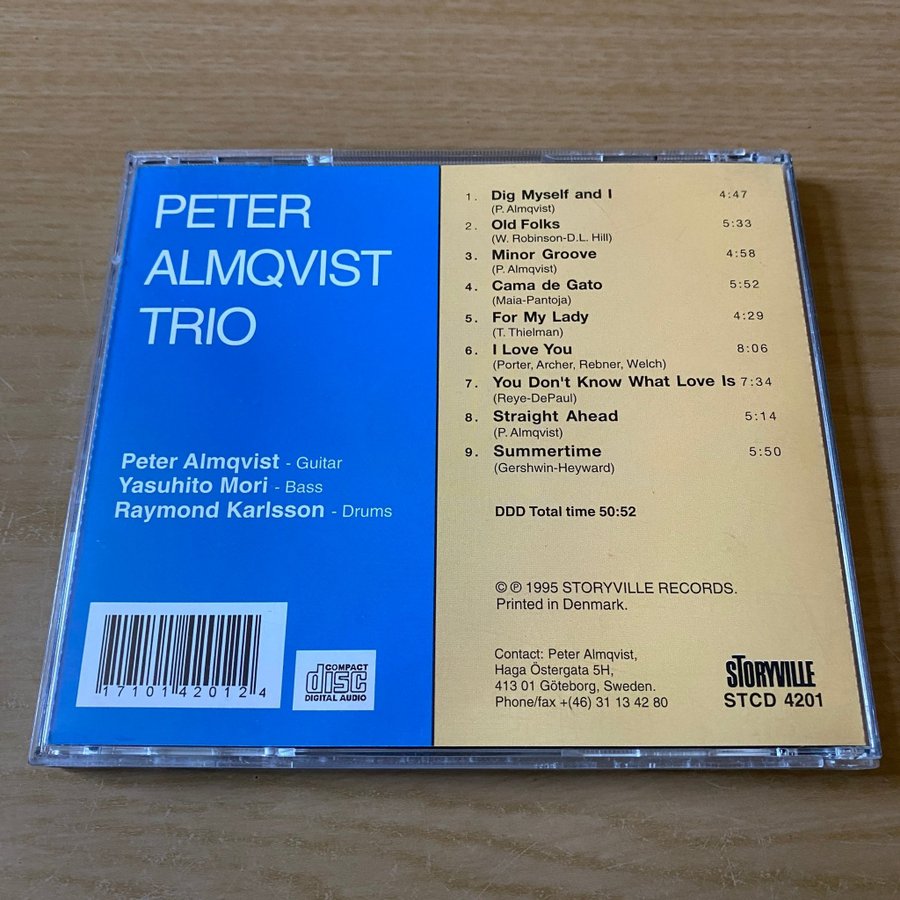 PETER
ALMQVIST
TRIO
Peter Almqvist - Guitar
Yasuhito Mori - Bass
Raymond Karlsson - Drums
1. Dig Myself and I 4:47
(P. Almqvist)
2. Old Folks 5:33
(W. Robinson-D.L. Hill)
3. Minor Groove 4:58
(P. Almqvist)
4. Cama de Gato 5:52
(Maia-Pantoja)
5. For My Lady 4:29
(T. Thielman)
6. I Love You 8:06
(Porter, Archer, Rebner, Welch)
7. You Don't Know What Love Is 7:34
(Reye-DePaul)
8. Straight Ahead 5:14
(P. Almqvist)
9. Summertime 5:50
(Gershwin-Heyward)
DDD Total time 50:52
© ℗ 1995 STORYVILLE RECORDS.
Printed in Denmark.
Contact: Peter Almqvist,
Haga Östergata 5H,
413 01 Göteborg, Sweden.
Phone/fax +(46) 31 13 42 80
STORYVILLE
STCD 4201
7 17101 42012 4
COMPACT
disc
DIGITAL AUDIO